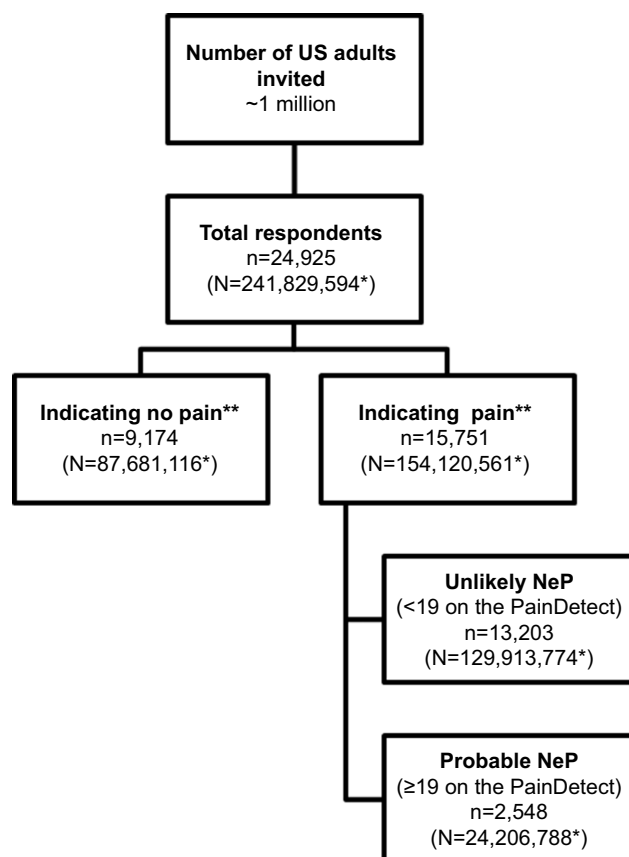 Number of US adults
invited
~1 million
Total respondents
n=24,925
(N=241,829,594*)
Indicating no pain**
n=9,174
(N=87,681,116*)
Indicating pain**
n=15,751
(N=154,120,561*)
Unlikely NeP
(<19 on the PainDetect)
n=13,203
(N=129,913,774*)
Probable NeP
(≥19 on the PainDetect)
n=2,548
(N=24,206,788*)